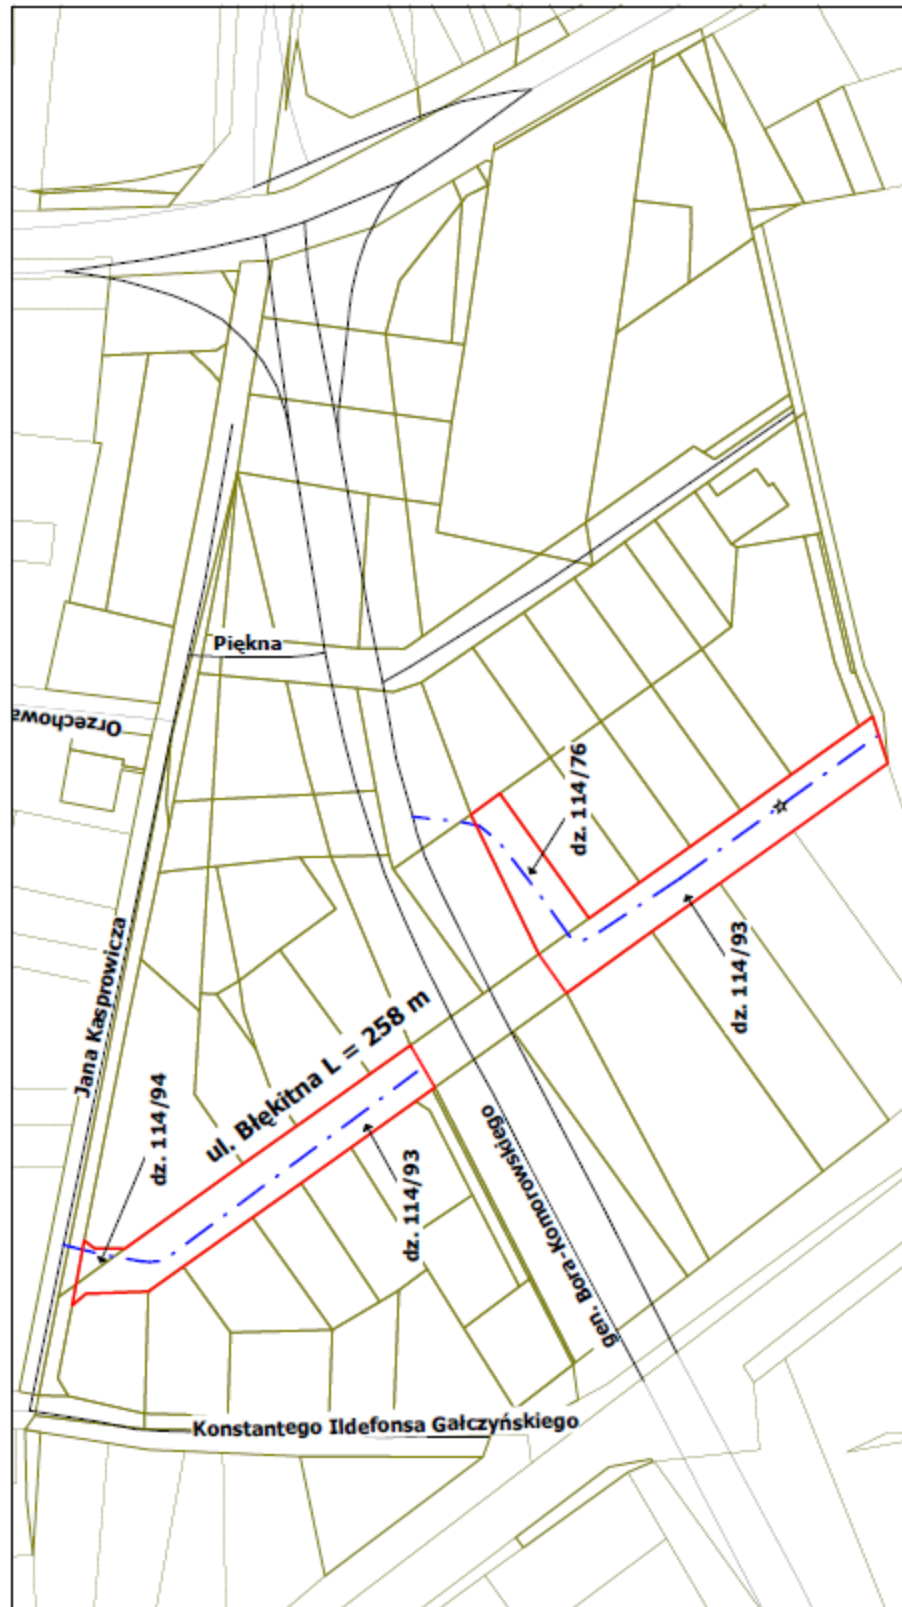 Piękna
Orzechowa
dz. 114/76
dz. 114/93
Jana Kasprowicza
ul. Błękitna L = 258 m
dz. 114/94
dz. 114/93
gen. Bora-Komorowskiego
Konstantego Ildefonsa Gałczyńskiego